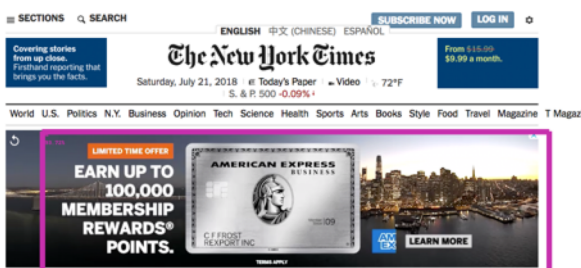 SECTIONS SEARCH
SUBSCRIBE NOW LOG IN
ENGLISH 中文 (CHINESE) ESPAÑOL
Covering stories
from up close.
Firsthand reporting that
brings you the facts.
The New York Times
From $15.99
$9.99 a month.
Saturday, July 21, 2018 Today's Paper Video 72°F
S. & P. 500 -0.09%
World U.S. Politics N.Y. Business Opinion Tech Science Health Sports Arts Books Style Food Travel Magazine T Magaz
LIMITED TIME OFFER
EARN UP TO
100,000
MEMBERSHIP
REWARDS®
POINTS.
AMERICAN EXPRESS
BUSINESS
09
C F FROST
REXPORT INC
TERMS APPLY
AM
EX
LEARN MORE